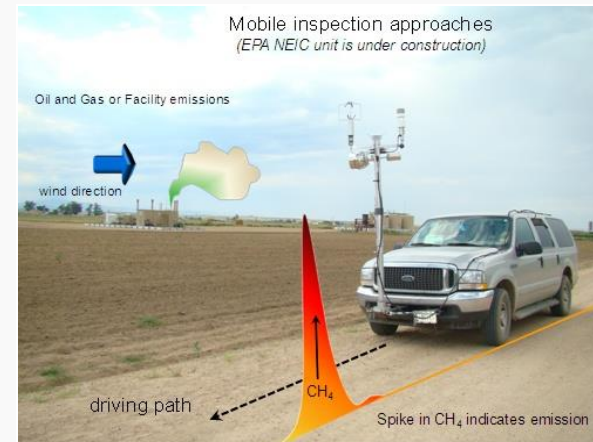 Mobile inspection approaches
(EPA NEIC unit is under construction)
Oil and Gas or Facility emissions
wind direction
CH₄
driving path
Spike in CH₄ indicates emission